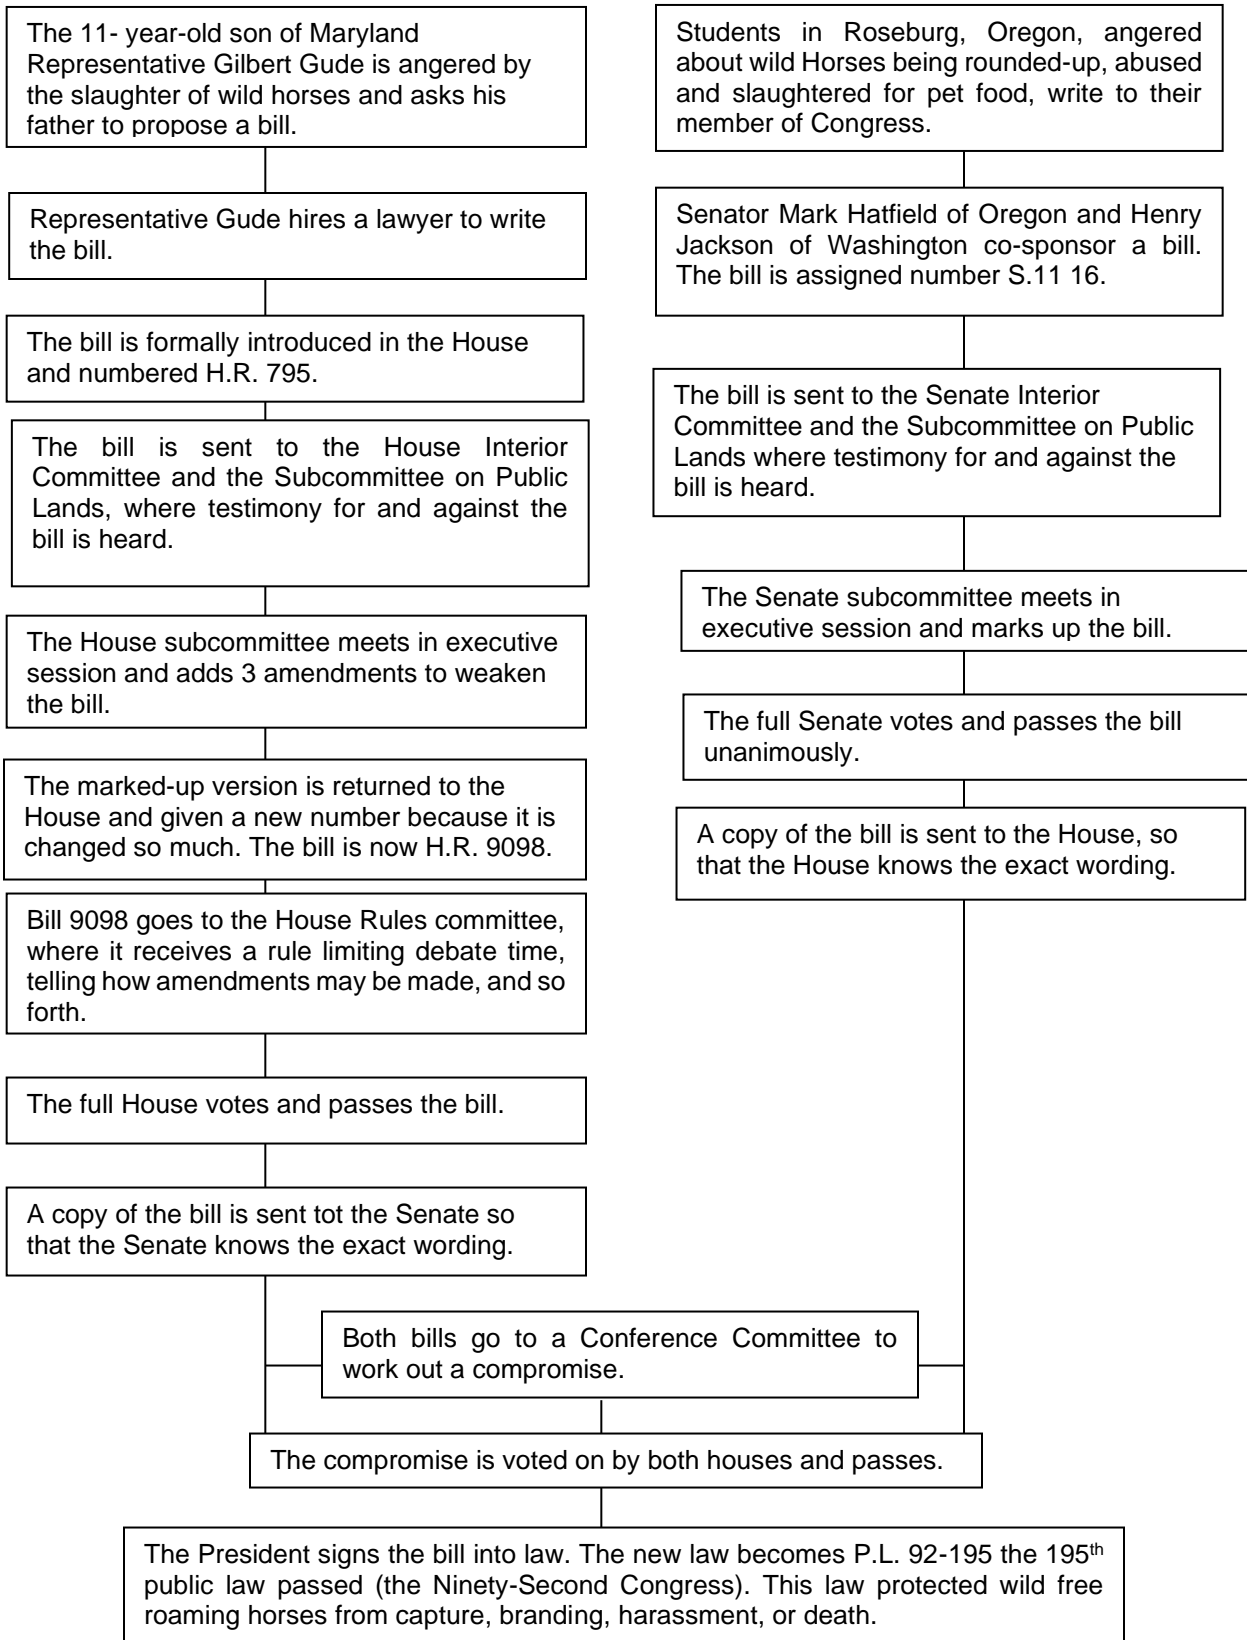 The 11- year-old son of Maryland
Representative Gilbert Gude is angered by
the slaughter of wild horses and asks his
father to propose a bill.
Representative Gude hires a lawyer to write
the bill.
The bill is formally introduced in the House
and numbered H.R. 795.
The bill is sent to the House Interior
Committee and the Subcommittee on Public
Lands, where testimony for and against the
bill is heard.
The House subcommittee meets in executive
session and adds 3 amendments to weaken
the bill.
The marked-up version is returned to the
House and given a new number because it is
changed so much. The bill is now H.R. 9098.
Bill 9098 goes to the House Rules committee,
where it receives a rule limiting debate time,
telling how amendments may be made, and so
forth.
The full House votes and passes the bill.
A copy of the bill is sent tot the Senate so
that the Senate knows the exact wording.
Students in Roseburg, Oregon, angered
about wild Horses being rounded-up, abused
and slaughtered for pet food, write to their
member of Congress.
Senator Mark Hatfield of Oregon and Henry
Jackson of Washington co-sponsor a bill.
The bill is assigned number S.11 16.
The bill is sent to the Senate Interior
Committee and the Subcommittee on Public
Lands where testimony for and against the
bill is heard.
The Senate subcommittee meets in
executive session and marks up the bill.
The full Senate votes and passes the bill
unanimously.
A copy of the bill is sent to the House, so
that the House knows the exact wording.
Both bills go to a Conference Committee to
work out a compromise.
The compromise is voted on by both houses and passes.
The President signs the bill into law. The new law becomes P.L. 92-195 the 195th
public law passed (the Ninety-Second Congress). This law protected wild free
roaming horses from capture, branding, harassment, or death.